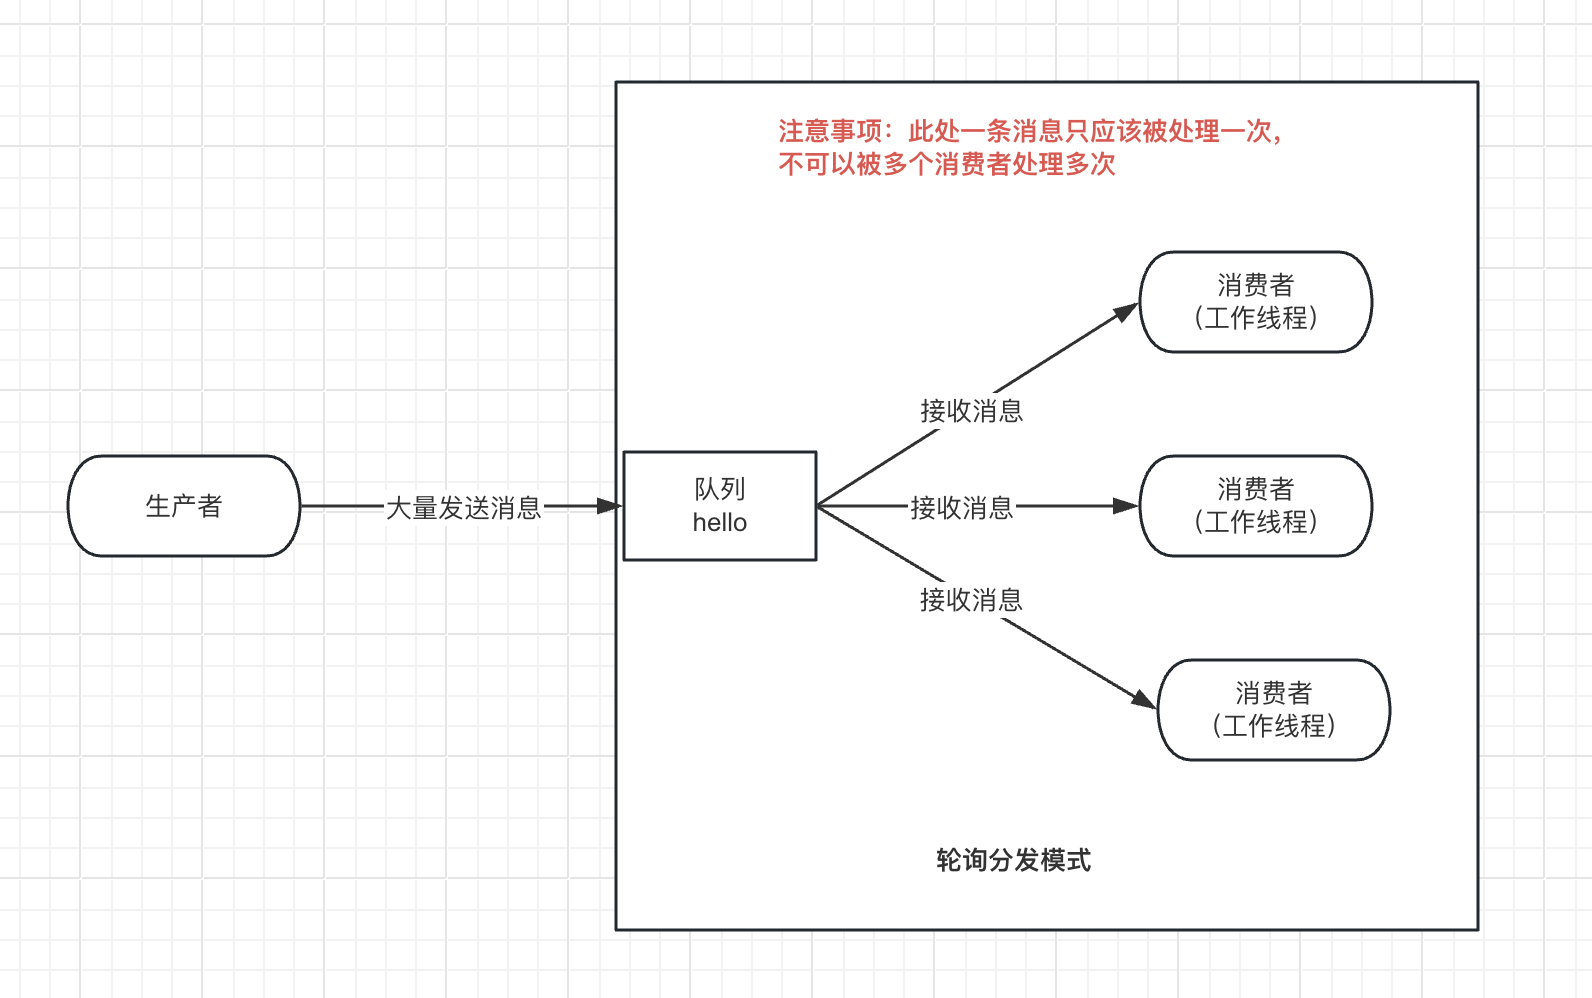 注意事项：此处一条消息只应该被处理一次，
不可以被多个消费者处理多次
消费者
（工作线程）
接收消息
生产者
大量发送消息
队列
hello
接收消息
消费者
（工作线程）
接收消息
消费者
（工作线程）
轮询分发模式